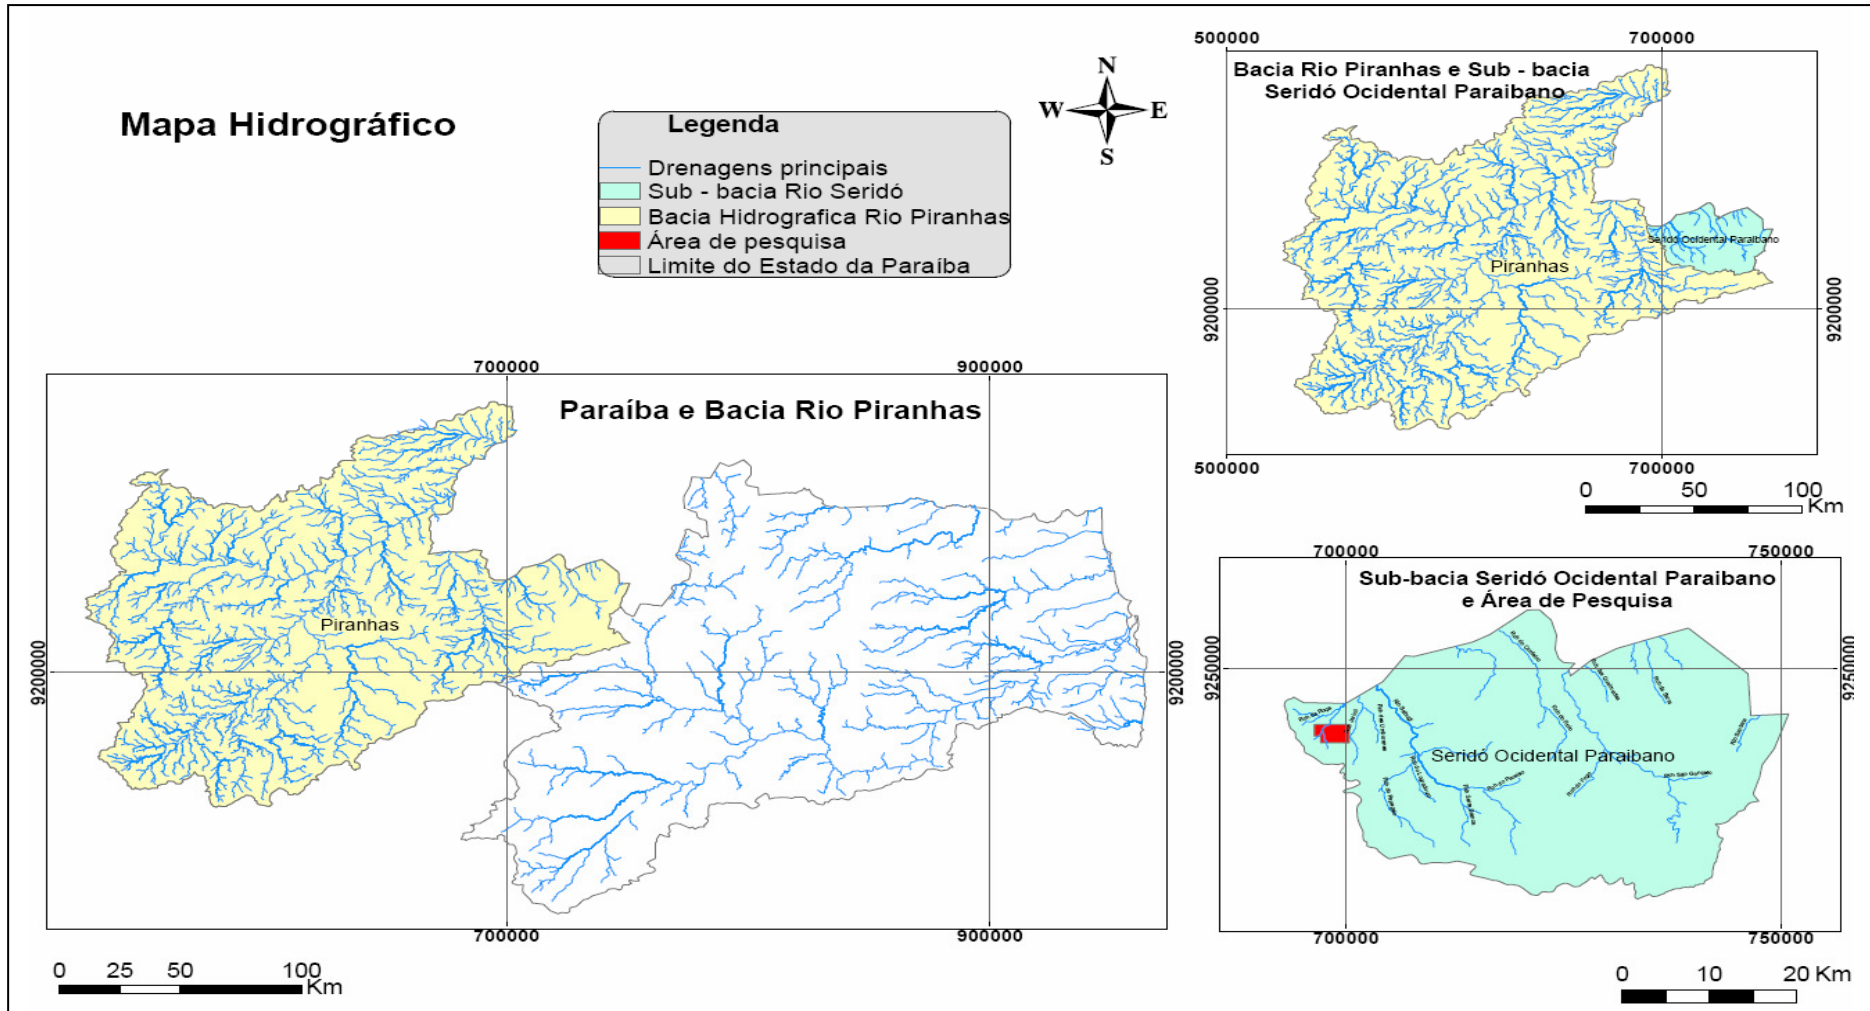 Mapa Hidrográfico
Legenda
Drenagens principais
Sub - bacia Rio Seridó
Bacia Hidrografica Rio Piranhas
Área de pesquisa
Limite do Estado da Paraíba
N
W E
S
500000 700000
Bacia Rio Piranhas e Sub - bacia
Seridó Ocidental Paraibano
Seridó Ocidental Paraibano
Piranhas
9200000 9200000
500000 700000
0 50 100
Km
700000 900000
Paraíba e Bacia Rio Piranhas
Piranhas
9200000 9200000
700000 900000
0 25 50 100
Km
700000 750000
Sub-bacia Seridó Ocidental Paraibano
e Área de Pesquisa
9250000 9250000
Seridó Ocidental Paraibano
700000 750000
0 10 20 Km